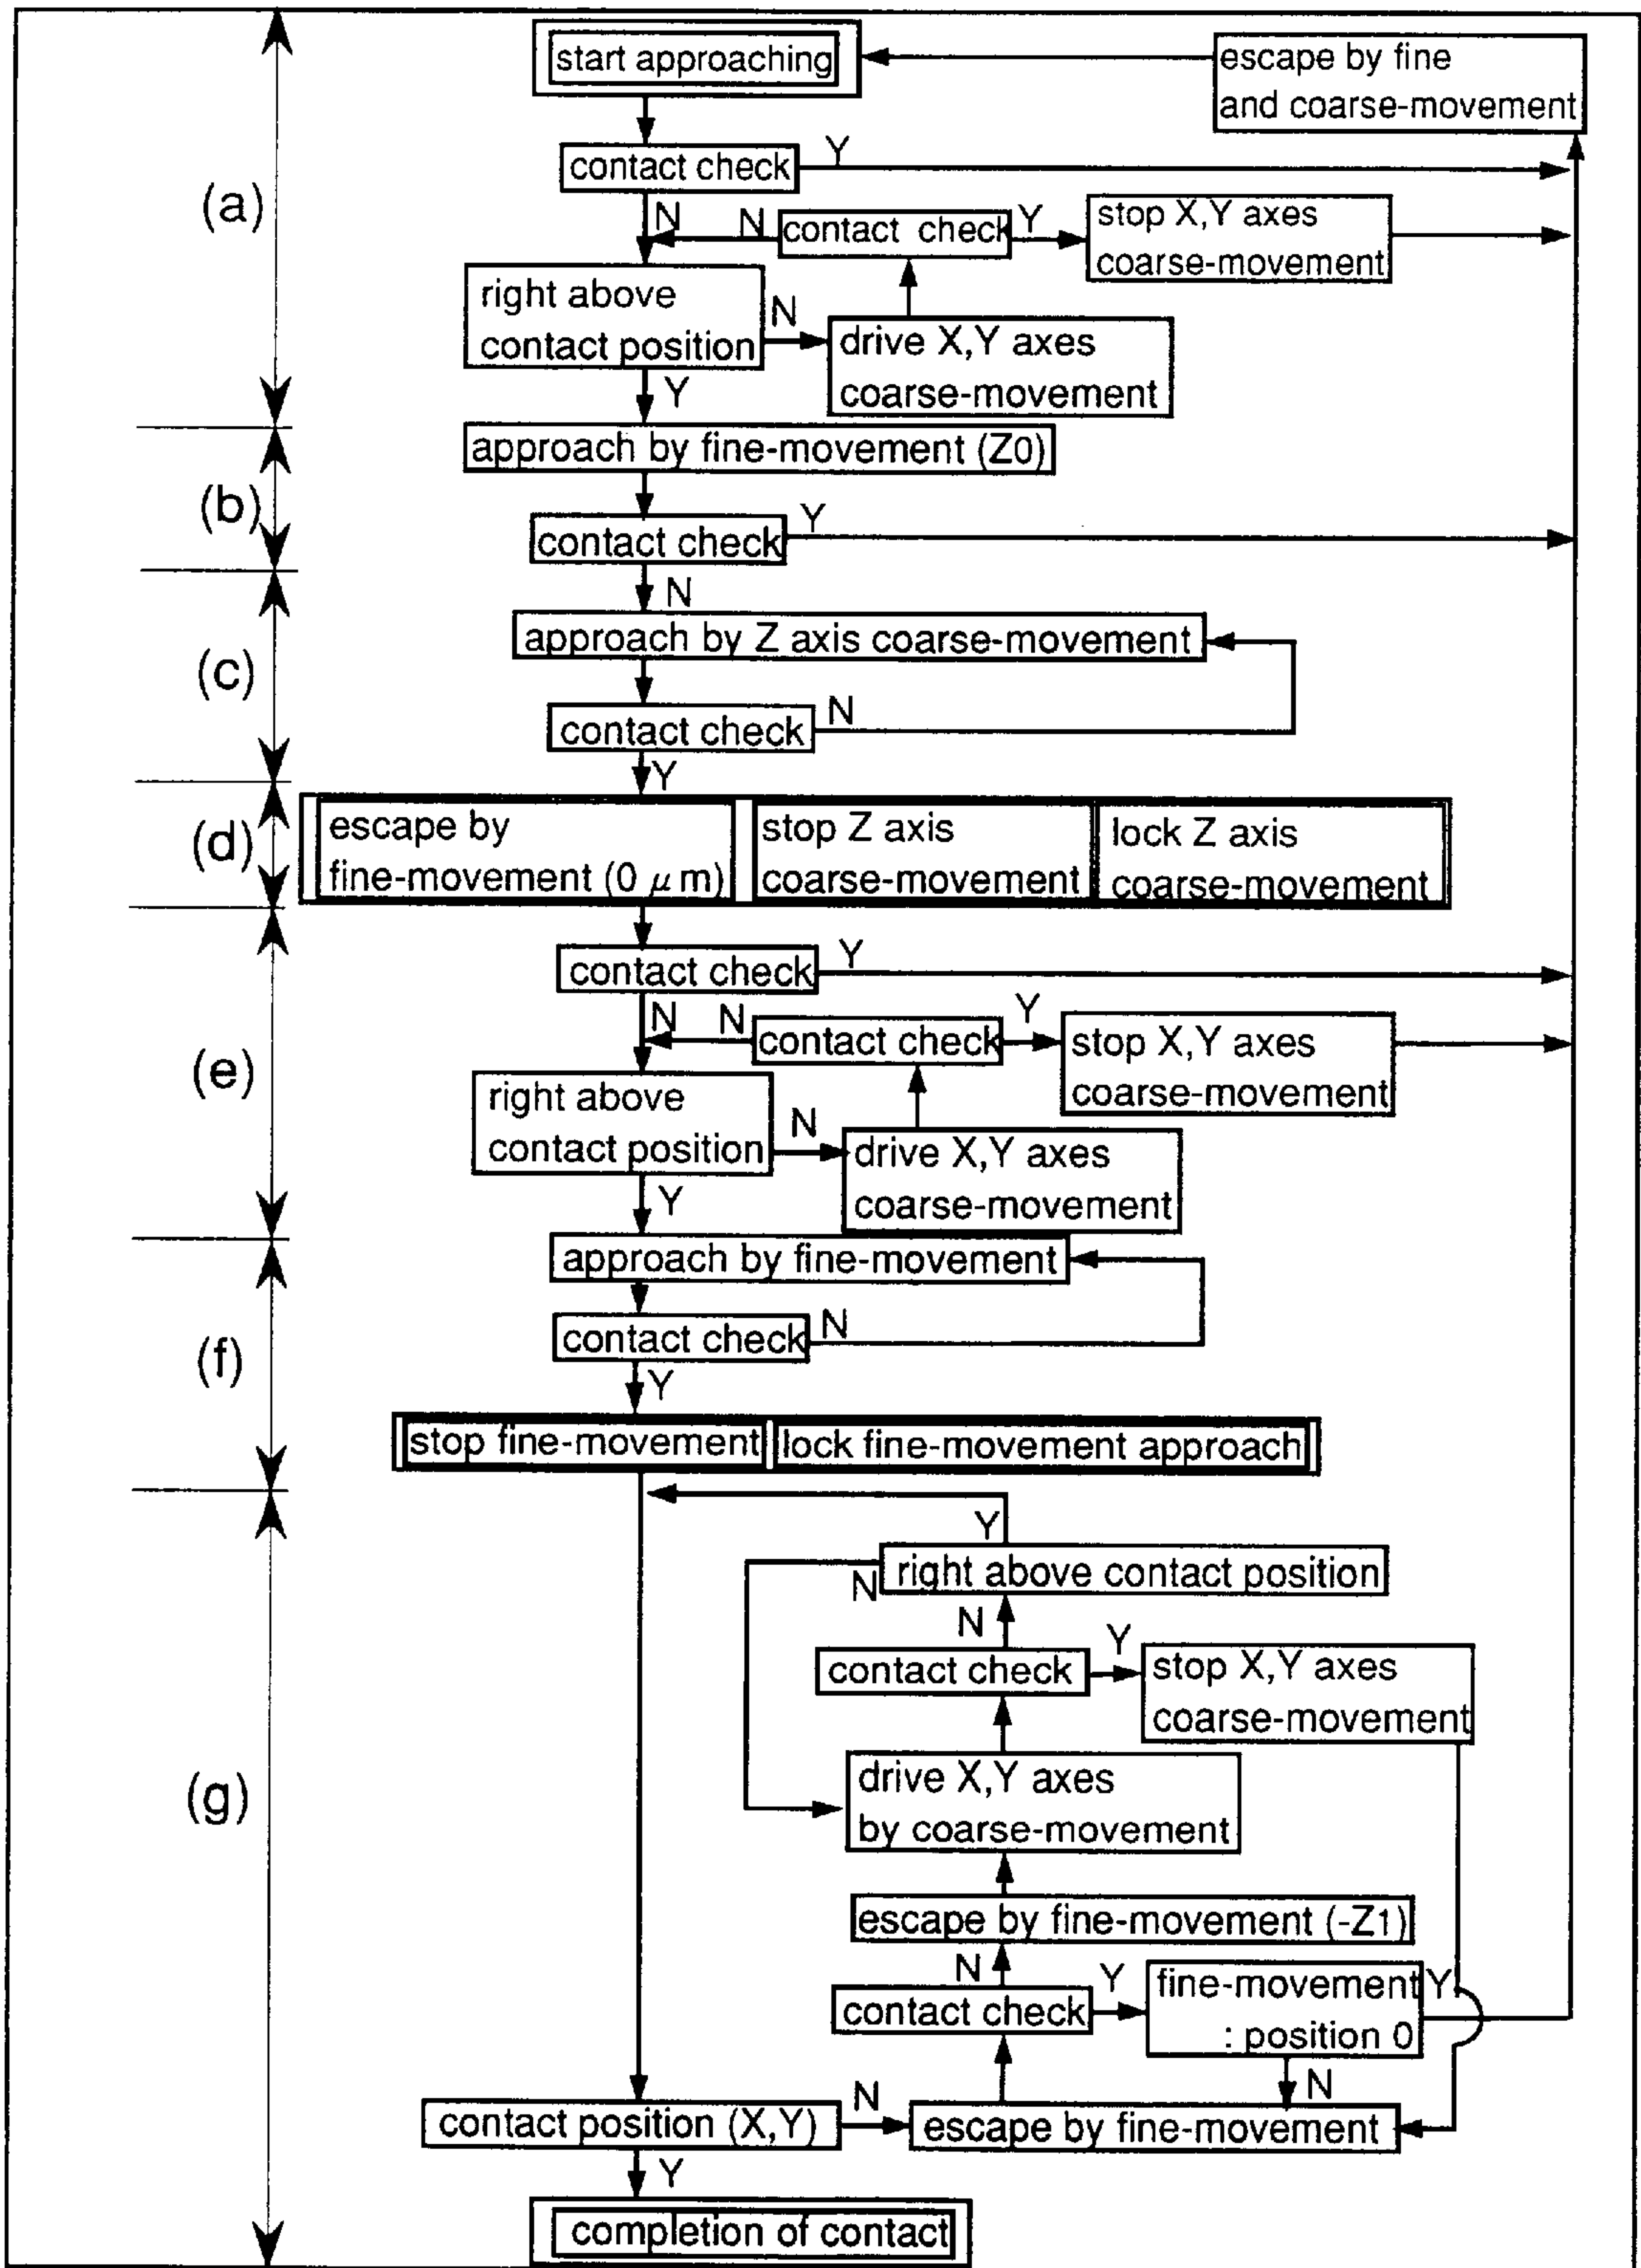 start approaching
escape by fine
and coarse-movement
contact check
Y
(a)
N
N
contact check
Y
stop X,Y axes
coarse-movement
right above
contact position
N
drive X,Y axes
coarse-movement
Y
approach by fine-movement (Z0)
(b)
contact check
Y
N
approach by Z axis coarse-movement
(c)
contact check
N
Y
(d)
escape by
fine-movement (0 μm)
stop Z axis
coarse-movement
lock Z axis
coarse-movement
contact check
Y
N
N
contact check
Y
stop X,Y axes
coarse-movement
(e)
right above
contact position
N
drive X,Y axes
coarse-movement
Y
approach by fine-movement
contact check
N
(f)
Y
stop fine-movement
lock fine-movement approach
Y
right above contact position
N
N
contact check
Y
stop X,Y axes
coarse-movement
(g)
drive X,Y axes
by coarse-movement
escape by fine-movement (-Z1)
N
contact check
Y
fine-movement
: position 0
Y
N
contact position (X,Y)
N
escape by fine-movement
Y
completion of contact